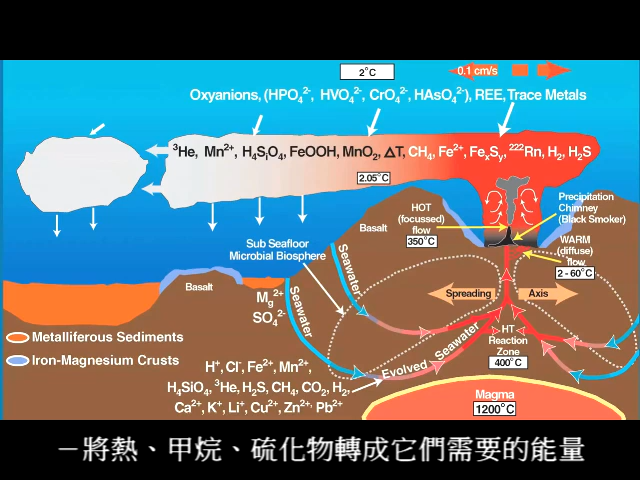 2°C
0.1 cm/s
Oxyanions, (HPO₄²⁻, HVO₄²⁻, CrO₄²⁻, HAsO₄²⁻), REE, Trace Metals
³He, Mn²⁺, H₄SᵢO₄, FeOOH, MnO₂, ΔT, CH₄, Fe²⁺, FeₓSᵧ, ²²²Rn, H₂, H₂S
2.05°C
HOT
(focussed)
flow
350°C
Precipitation
Chimney
(Black Smoker)
WARM
(diffuse)
flow
2 - 60°C
Basalt
Sub Seafloor
Microbial Biosphere
Seawater
Basalt
Mg²⁺
SO₄²⁻
Seawater
Spreading
Axis
Metalliferous Sediments
Iron-Magnesium Crusts
Evolved Seawater
HT
Reaction
Zone
400°C
H⁺, Cl⁻, Fe²⁺, Mn²⁺,
H₄SiO₄, ³He, H₂S, CH₄, CO₂, H₂,
Ca²⁺, K⁺, Li⁺, Cu²⁺, Zn²⁺, Pb²⁺
Magma
1200°C
－將熱、甲烷、硫化物轉成它們需要的能量